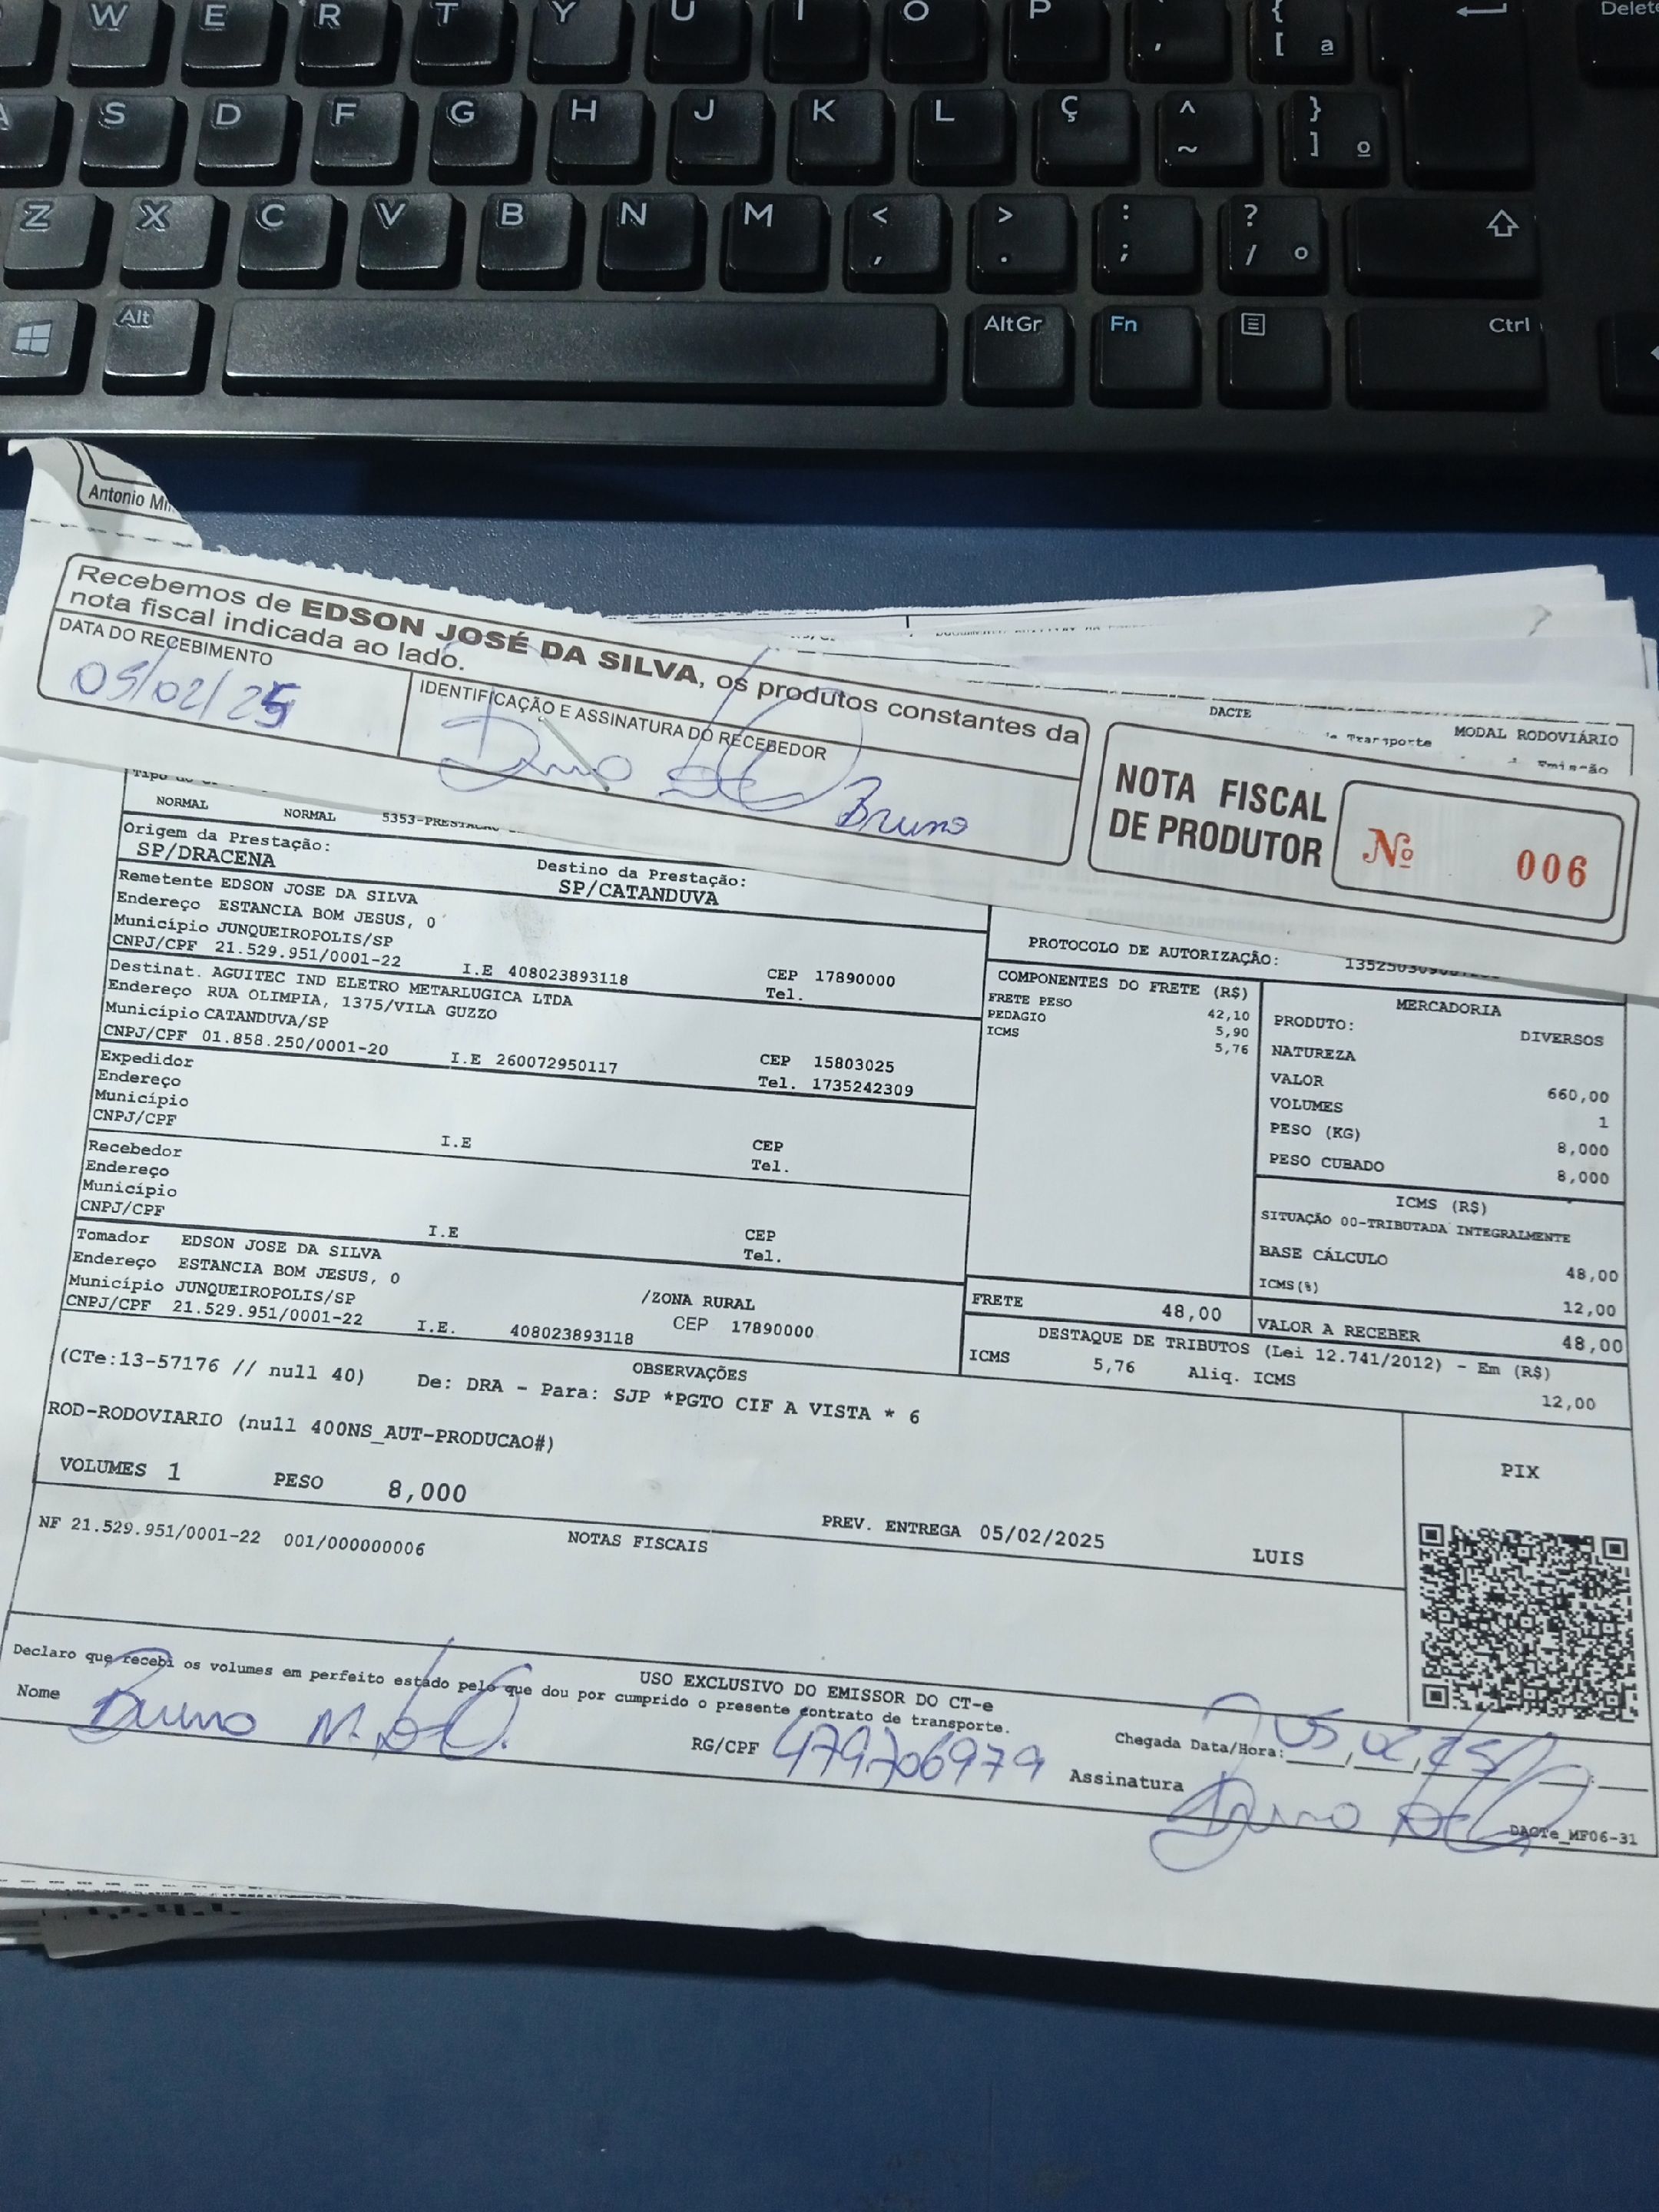 W E R T Y U I O P ` { [ ª Delete
A S D F G H J K L Ç ^ ~ } ] º
Z X C V B N M < , > . : ; ? / °
Alt AltGr Fn Ctrl
Antonio
Recebemos de EDSON JOSÉ DA SILVA, os produtos constantes da
nota fiscal indicada ao lado.
DATA DO RECEBIMENTO
05/02/25
IDENTIFICAÇÃO E ASSINATURA DO RECEBEDOR
Bruno
NOTA FISCAL
DE PRODUTOR
Nº 006
DACTE
MODAL RODOVIÁRIO
de Transporte
Emissão
NORMAL NORMAL
Origem da Prestação:
SP/DRACENA
Destino da Prestação:
SP/CATANDUVA
Remetente EDSON JOSE DA SILVA
Endereço ESTANCIA BOM JESUS, 0
Município JUNQUEIROPOLIS/SP
CNPJ/CPF 21.529.951/0001-22 I.E 408023893118 CEP 17890000
Tel.
Destinat. AGUITEC IND ELETRO METARLUGICA LTDA
Endereço RUA OLIMPIA, 1375/VILA GUZZO
Município CATANDUVA/SP
CNPJ/CPF 01.858.250/0001-20 I.E 260072950117 CEP 15803025
Tel. 1735242309
Expedidor
Endereço
Município
CNPJ/CPF I.E CEP
Tel.
Recebedor
Endereço
Município
CNPJ/CPF I.E CEP
Tel.
Tomador EDSON JOSE DA SILVA
Endereço ESTANCIA BOM JESUS, 0 /ZONA RURAL
Município JUNQUEIROPOLIS/SP CEP 17890000
CNPJ/CPF 21.529.951/0001-22 I.E. 408023893118
PROTOCOLO DE AUTORIZAÇÃO:
COMPONENTES DO FRETE (R$)
FRETE PESO 42,10
PEDAGIO 5,90
ICMS 5,76
MERCADORIA
PRODUTO: DIVERSOS
NATUREZA
VALOR 660,00
VOLUMES 1
PESO (KG) 8,000
PESO CUBADO 8,000
ICMS (R$)
SITUAÇÃO 00-TRIBUTADA INTEGRALMENTE
BASE CÁLCULO 48,00
ICMS(%) 12,00
FRETE 48,00
VALOR A RECEBER 48,00
DESTAQUE DE TRIBUTOS (Lei 12.741/2012) - Em (R$)
ICMS 5,76 Aliq. ICMS 12,00
OBSERVAÇÕES
(CTe:13-57176 // null 40) De: DRA - Para: SJP *PGTO CIF A VISTA * 6
ROD-RODOVIARIO (null 400NS_AUT-PRODUCAO#)
VOLUMES 1 PESO 8,000
PREV. ENTREGA 05/02/2025 LUIS
PIX
NOTAS FISCAIS
NF 21.529.951/0001-22 001/000000006
USO EXCLUSIVO DO EMISSOR DO CT-e
Declaro que recebi os volumes em perfeito estado pelo que dou por cumprido o presente contrato de transporte.
Nome Bruno M.
RG/CPF 479706979
Chegada Data/Hora: 05,02,25
Assinatura
DACTe_MF06-31